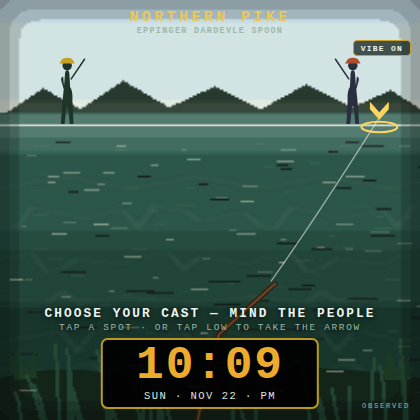 NORTHERN PIKE
EPPINGER DARDEVLE SPOON
VIBE ON
CHOOSE YOUR CAST — MIND THE PEOPLE
TAP A SPOT · OR TAP LOW TO TAKE THE ARROW
10:09
SUN · NOV 22 · PM
OBSERVED